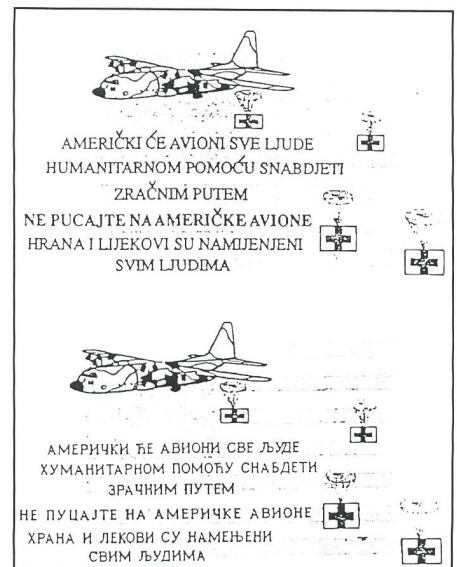 AMERIČKI ĆE AVIONI SVE LJUDE
HUMANITARNOM POMOĆU SNABDJETI
ZRAČNIM PUTEM
NE PUCAJTE NA AMERIČKE AVIONE
HRANA I LIJEKOVI SU NAMIJENJENI
SVIM LJUDIMA
АМЕРИЧКИ ЋЕ АВИОНИ СВЕ ЉУДЕ
ХУМАНИТАРНОМ ПОМОЋУ СНАБДЕТИ
ЗРАЧНИМ ПУТЕМ
НЕ ПУЦАЈТЕ НА АМЕРИЧКЕ АВИОНЕ
ХРАНА И ЛЕКОВИ СУ НАМЕЊЕНИ
СВИМ ЉУДИМА